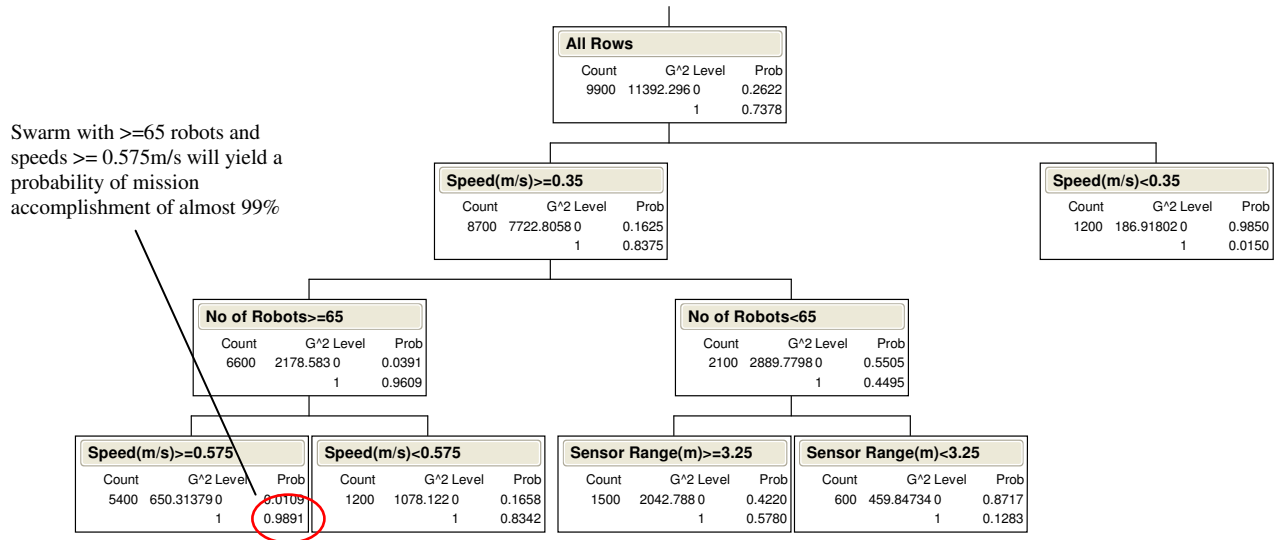 All Rows
Count G^2 Level Prob
9900 11392.296 0 0.2622
1 0.7378
Swarm with >=65 robots and
speeds >= 0.575m/s will yield a
probability of mission
accomplishment of almost 99%
Speed(m/s)>=0.35
Count G^2 Level Prob
8700 7722.8058 0 0.1625
1 0.8375
Speed(m/s)<0.35
Count G^2 Level Prob
1200 186.91802 0 0.9850
1 0.0150
No of Robots>=65
Count G^2 Level Prob
6600 2178.583 0 0.0391
1 0.9609
No of Robots<65
Count G^2 Level Prob
2100 2889.7798 0 0.5505
1 0.4495
Speed(m/s)>=0.575
Count G^2 Level Prob
5400 650.31379 0 0.0109
1 0.9891
Speed(m/s)<0.575
Count G^2 Level Prob
1200 1078.122 0 0.1658
1 0.8342
Sensor Range(m)>=3.25
Count G^2 Level Prob
1500 2042.788 0 0.4220
1 0.5780
Sensor Range(m)<3.25
Count G^2 Level Prob
600 459.84734 0 0.8717
1 0.1283